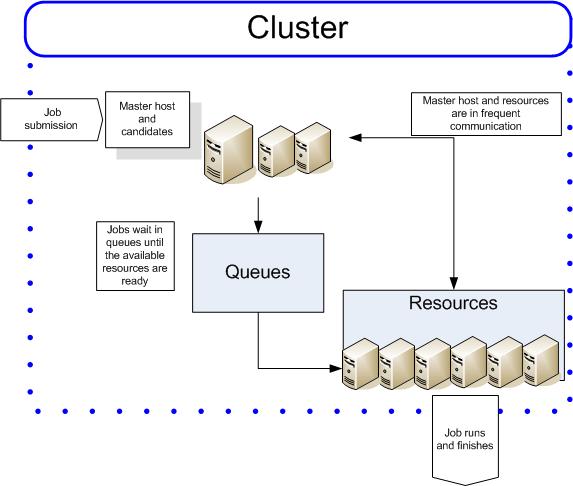 Cluster
Job
submission
Master host
and
candidates
Master host and resources
are in frequent
communication
Jobs wait in
queues until
the available
resources are
ready
Queues
Resources
Job runs
and finishes